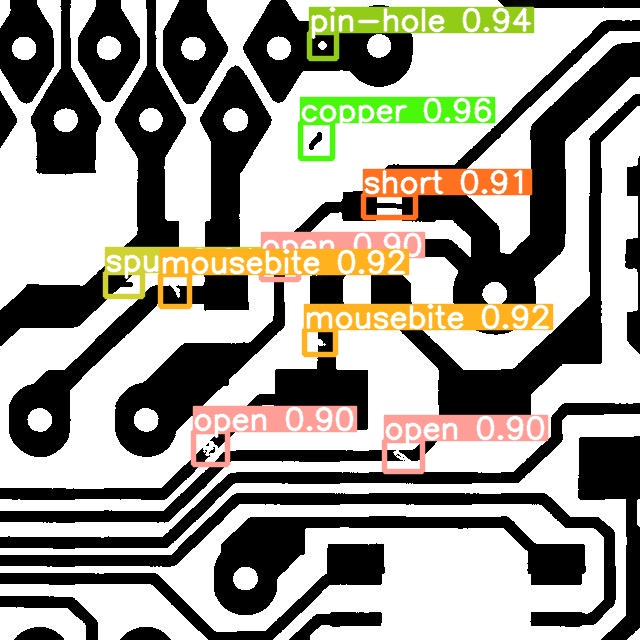 pin-hole 0.94
copper 0.96
short 0.91
open 0.90
spu
mousebite 0.92
mousebite 0.92
open 0.90
open 0.90